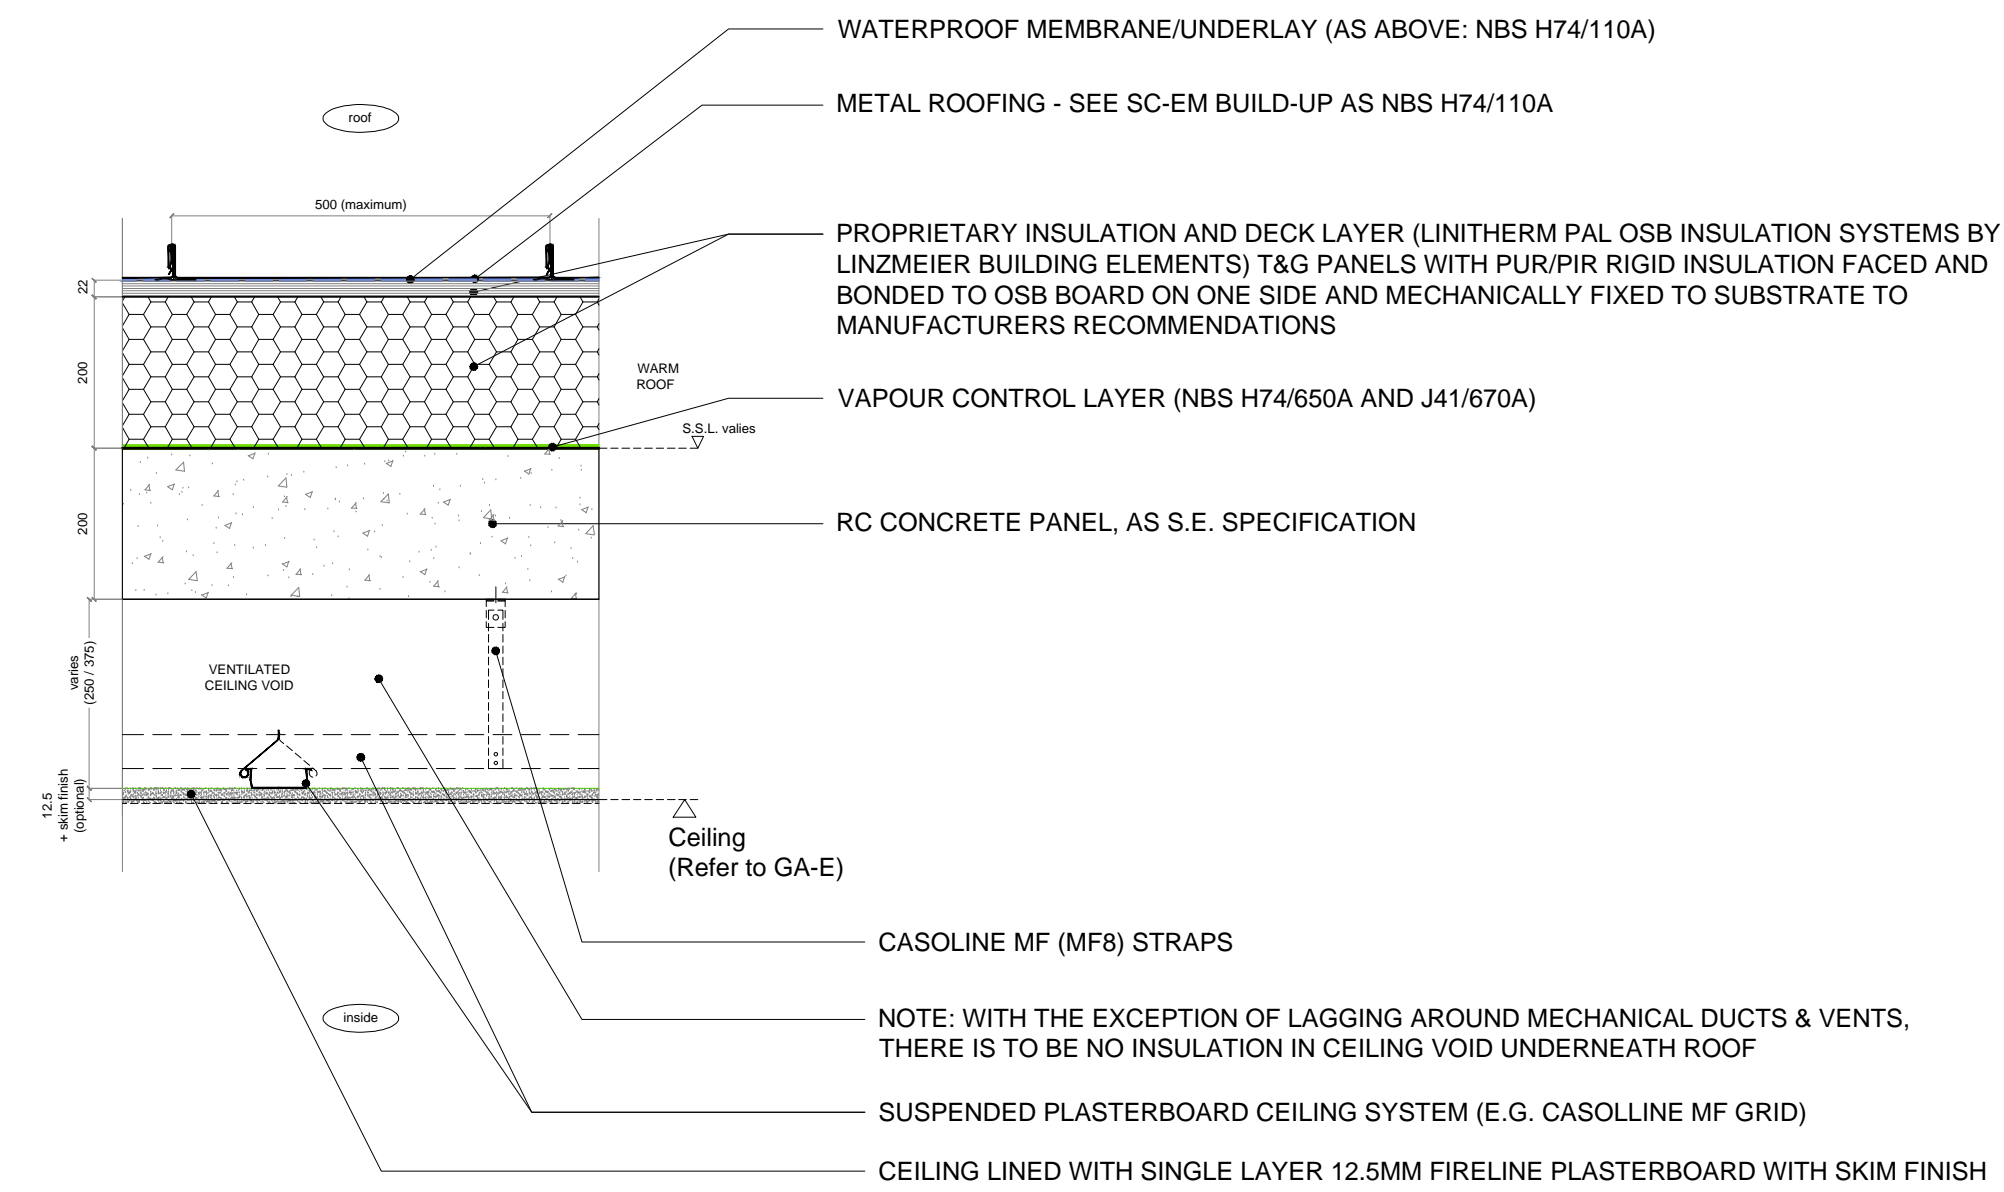 WATERPROOF MEMBRANE/UNDERLAY (AS ABOVE: NBS H74/110A)
roof
METAL ROOFING - SEE SC-EM BUILD-UP AS NBS H74/110A
500 (maximum)
PROPRIETARY INSULATION AND DECK LAYER (LINITHERM PAL OSB INSULATION SYSTEMS BY
LINZMEIER BUILDING ELEMENTS) T&G PANELS WITH PUR/PIR RIGID INSULATION FACED AND
BONDED TO OSB BOARD ON ONE SIDE AND MECHANICALLY FIXED TO SUBSTRATE TO
MANUFACTURERS RECOMMENDATIONS
22
200
WARM
ROOF
VAPOUR CONTROL LAYER (NBS H74/650A AND J41/670A)
S.S.L. valies
200
RC CONCRETE PANEL, AS S.E. SPECIFICATION
varies
(250 / 375)
VENTILATED
CEILING VOID
12.5
+ skim finish
(optional)
Ceiling
(Refer to GA-E)
CASOLINE MF (MF8) STRAPS
inside
NOTE: WITH THE EXCEPTION OF LAGGING AROUND MECHANICAL DUCTS & VENTS,
THERE IS TO BE NO INSULATION IN CEILING VOID UNDERNEATH ROOF
SUSPENDED PLASTERBOARD CEILING SYSTEM (E.G. CASOLLINE MF GRID)
CEILING LINED WITH SINGLE LAYER 12.5MM FIRELINE PLASTERBOARD WITH SKIM FINISH